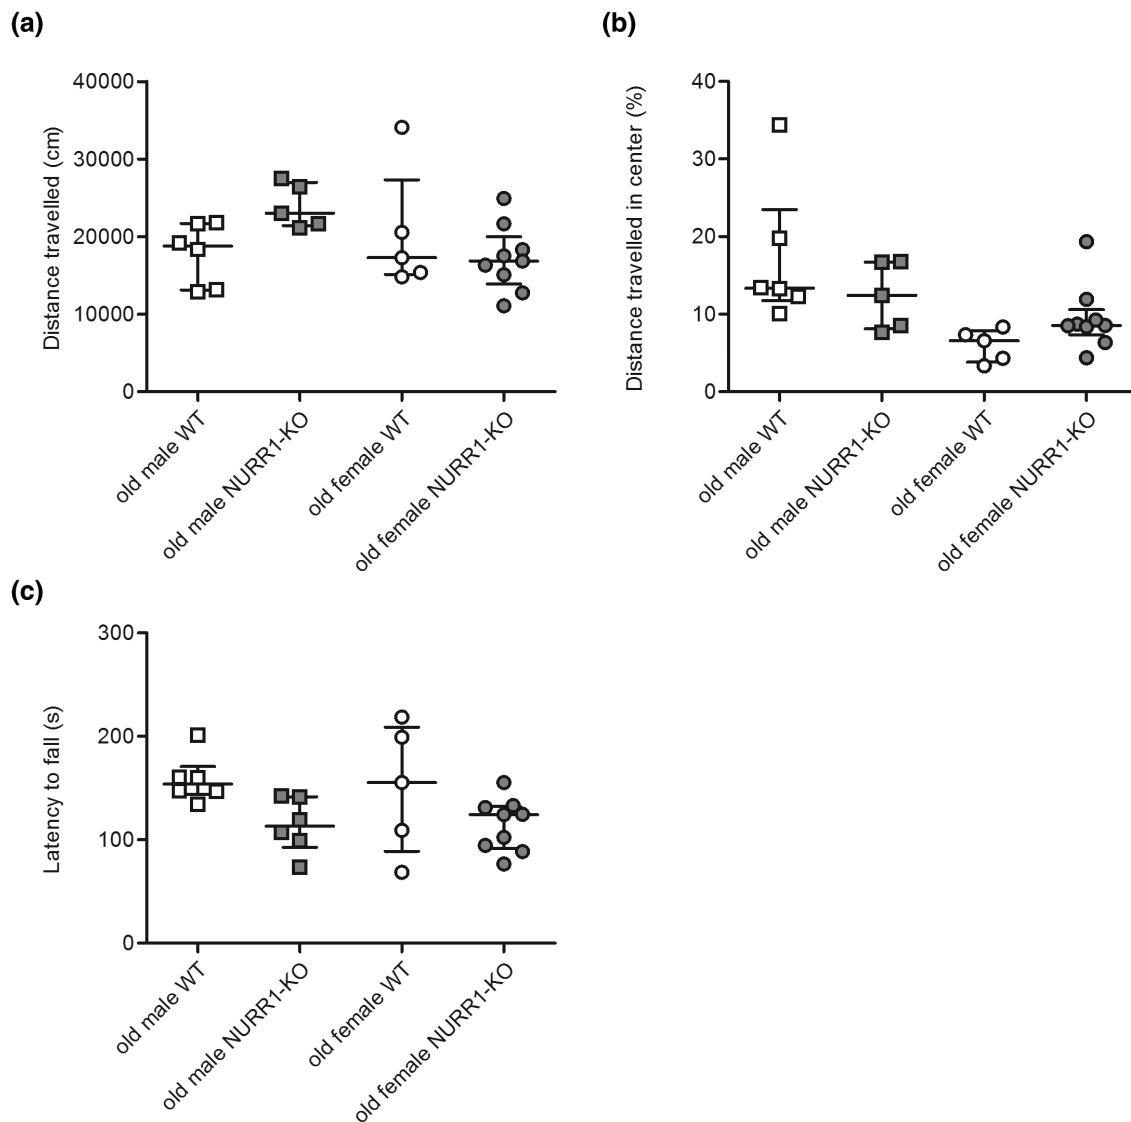 (a)
Distance travelled (cm)
40000
30000
20000
10000
0
old male WT
old male NURR1-KO
old female WT
old female NURR1-KO
(b)
Distance travelled in center (%)
40
30
20
10
0
old male WT
old male NURR1-KO
old female WT
old female NURR1-KO
(c)
Latency to fall (s)
300
200
100
0
old male WT
old male NURR1-KO
old female WT
old female NURR1-KO